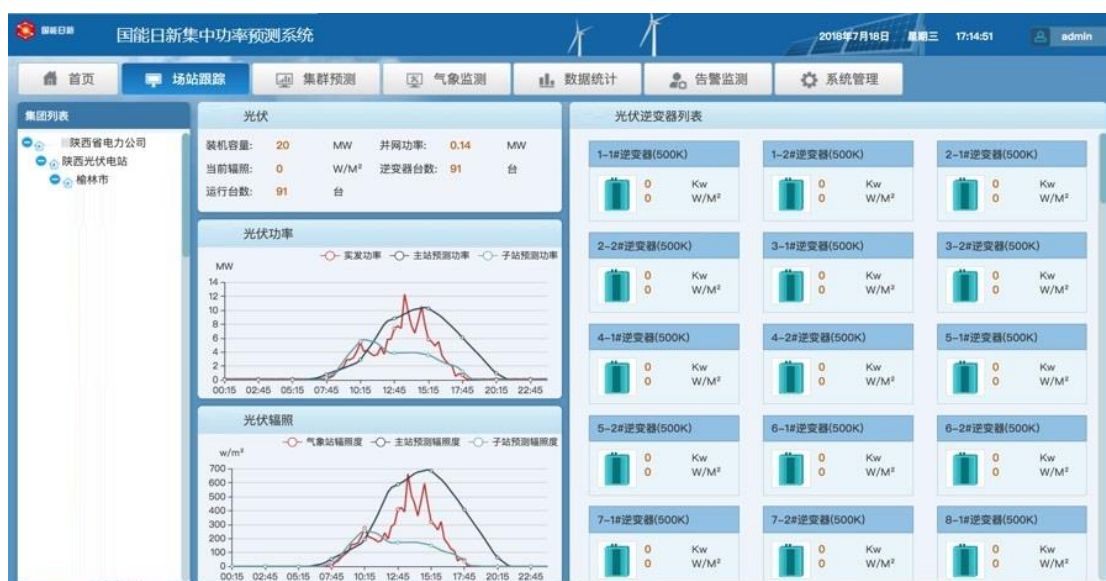 国能日新
国能日新集中功率预测系统
2018年7月18日 星期三 17:14:51
admin
首页
场站跟踪
集群预测
气象监测
数据统计
告警监测
系统管理
集团列表
陕西省电力公司
陕西光伏电站
榆林市
光伏
装机容量: 20 MW 并网功率: 0.14 MW
当前辐照: 0 W/M² 逆变器台数: 91 台
运行台数: 91 台
光伏功率
实发功率 主站预测功率 子站预测功率
MW
14
12
10
8
6
4
2
0
00:15 02:45 05:15 07:45 10:15 12:45 15:15 17:45 20:15 22:45
光伏辐照
气象站辐照度 主站预测辐照度 子站预测辐照度
w/m²
700
600
500
400
300
200
100
0
00:15 02:45 05:15 07:45 10:15 12:45 15:15 17:45 20:15 22:45
光伏逆变器列表
1-1#逆变器(500K) 1-2#逆变器(500K) 2-1#逆变器(500K)
0 Kw 0 Kw 0 Kw
0 W/M² 0 W/M² 0 W/M²
2-2#逆变器(500K) 3-1#逆变器(500K) 3-2#逆变器(500K)
0 Kw 0 Kw 0 Kw
0 W/M² 0 W/M² 0 W/M²
4-1#逆变器(500K) 4-2#逆变器(500K) 5-1#逆变器(500K)
0 Kw 0 Kw 0 Kw
0 W/M² 0 W/M² 0 W/M²
5-2#逆变器(500K) 6-1#逆变器(500K) 6-2#逆变器(500K)
0 Kw 0 Kw 0 Kw
0 W/M² 0 W/M² 0 W/M²
7-1#逆变器(500K) 7-2#逆变器(500K) 8-1#逆变器(500K)
0 Kw 0 Kw 0 Kw
0 W/M² 0 W/M² 0 W/M²